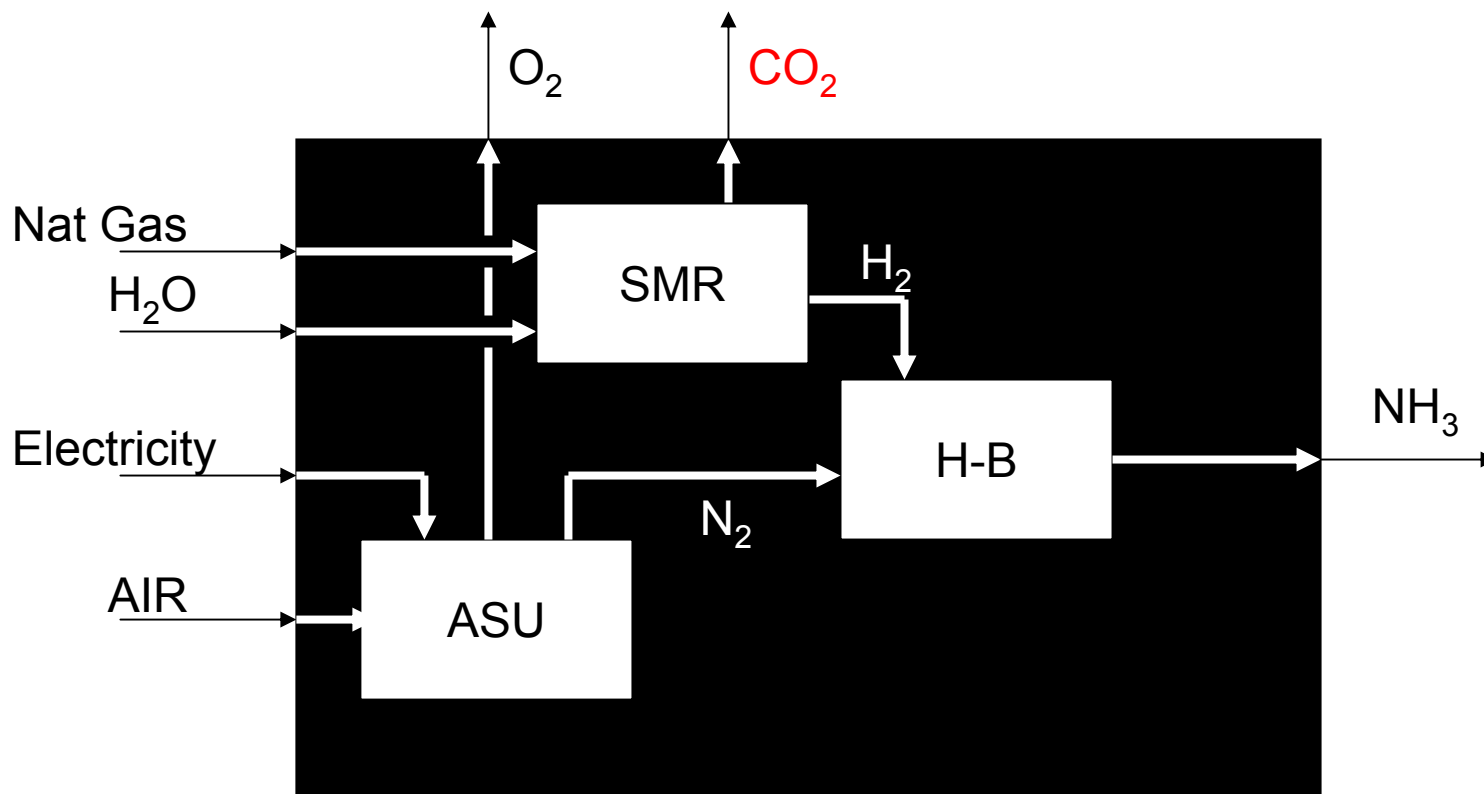 O₂
CO₂
Nat Gas
H₂O
SMR
H₂
Electricity
NH₃
H-B
N₂
AIR
ASU